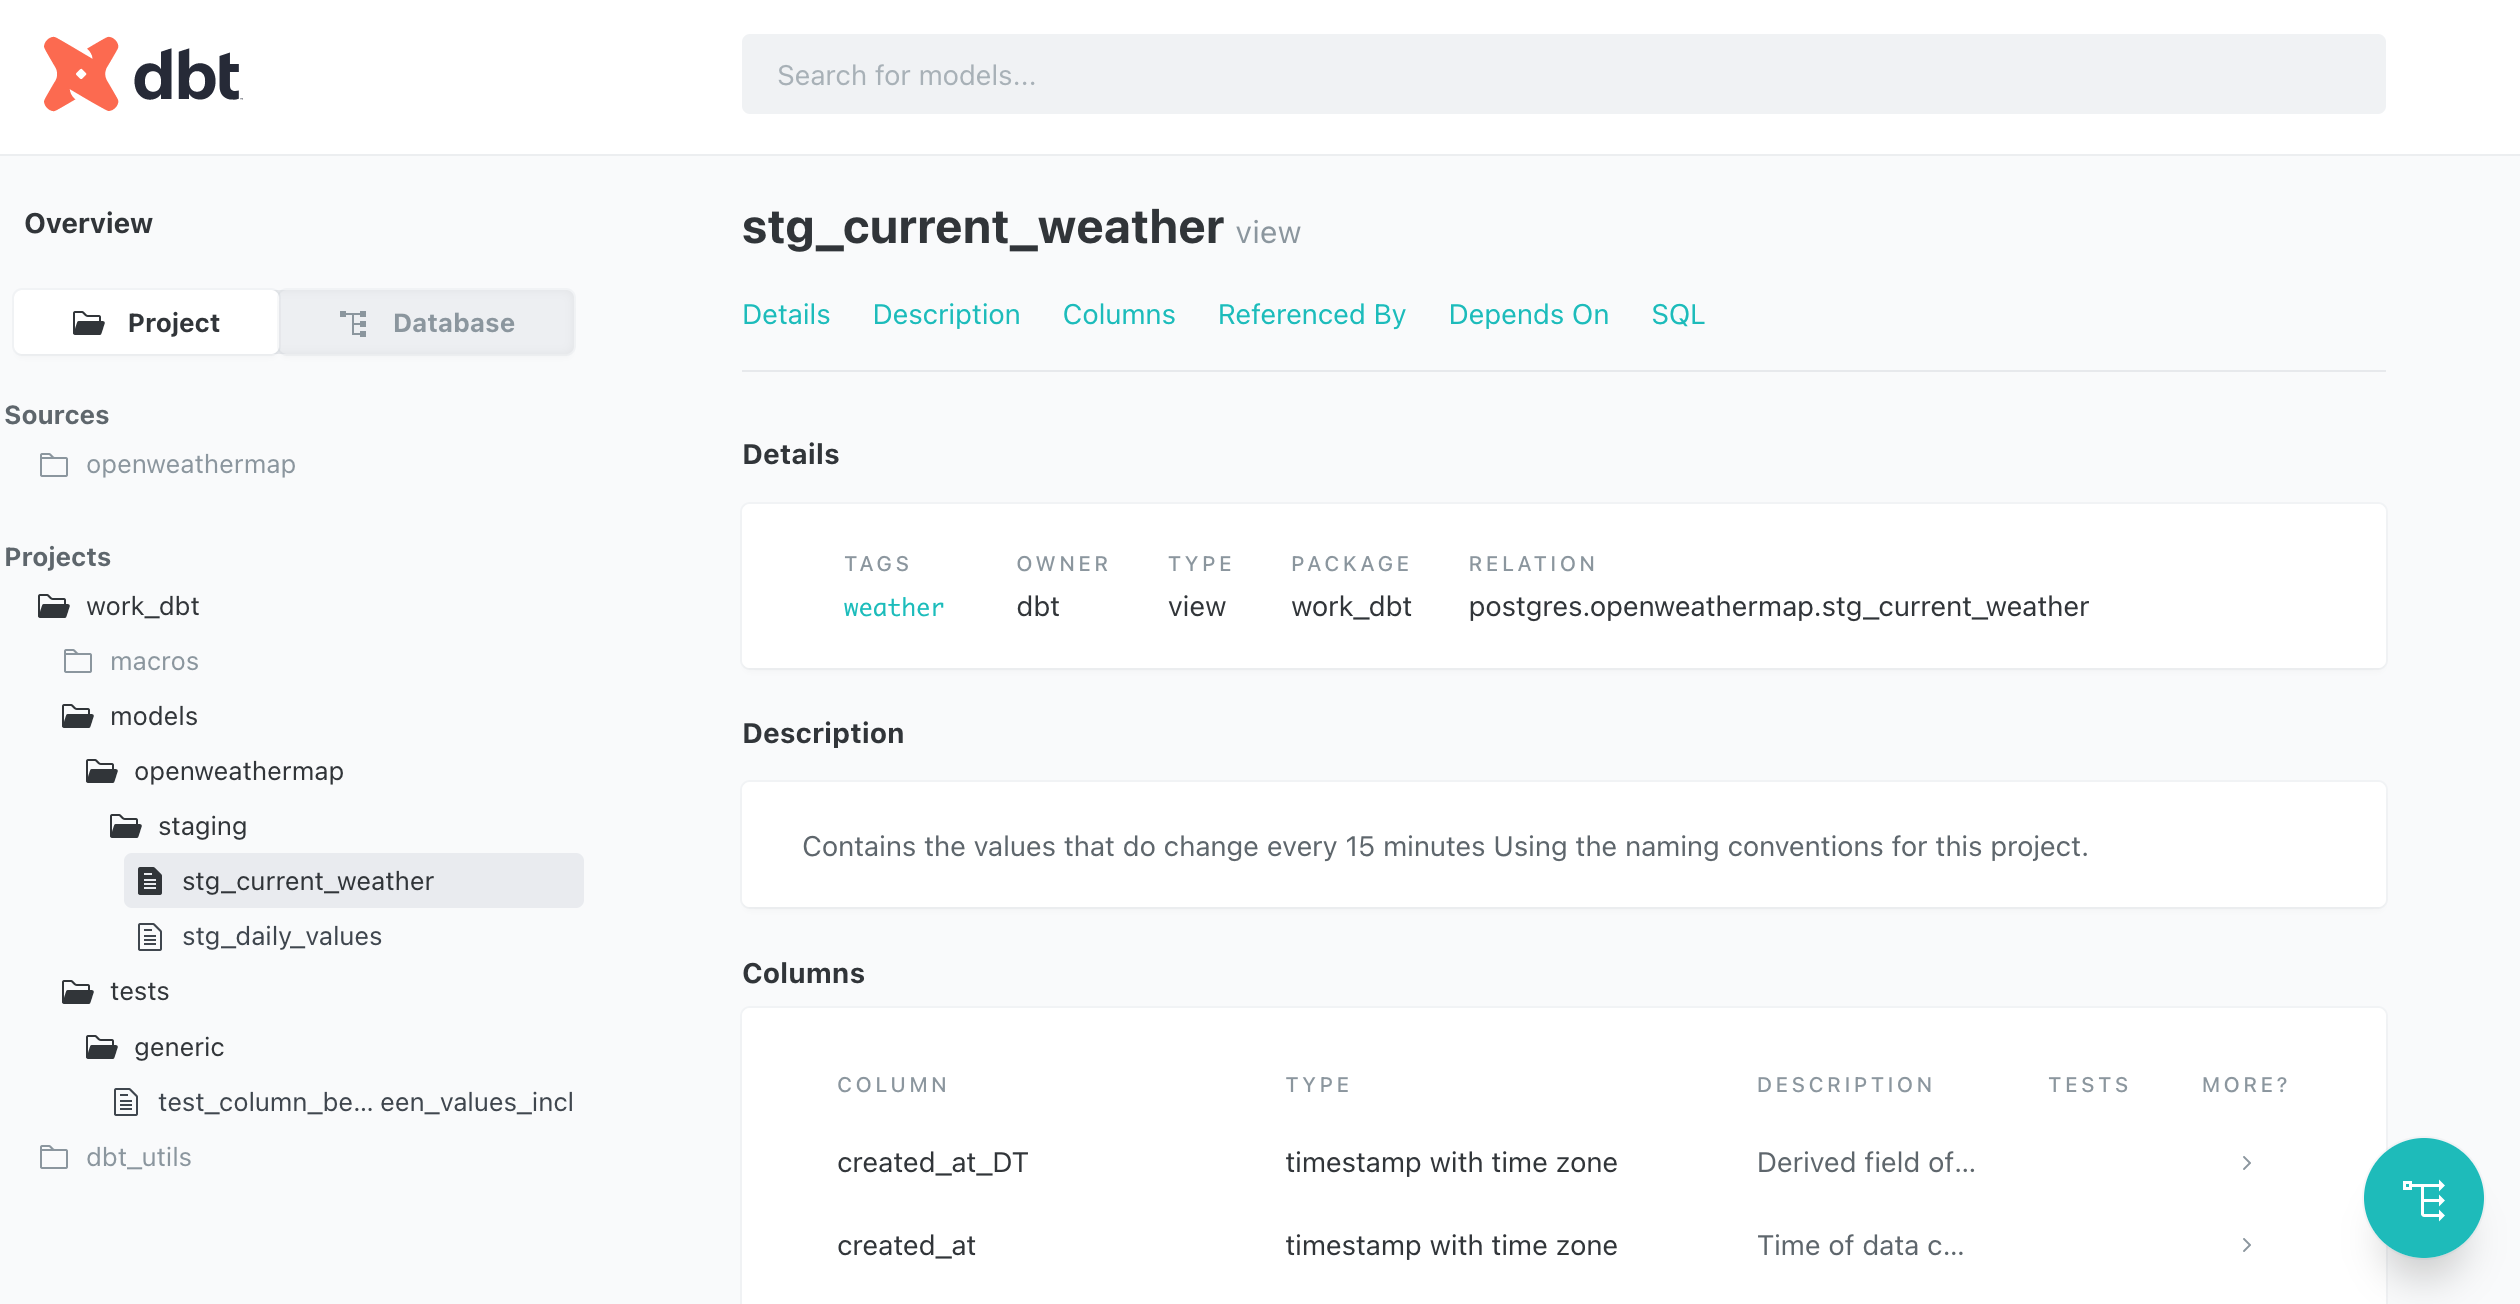 dbt
Search for models...
Overview
Project
Database
Sources
openweathermap
Projects
work_dbt
macros
models
openweathermap
staging
stg_current_weather
stg_daily_values
tests
generic
test_column_be... een_values_incl
dbt_utils
stg_current_weather view
Details Description Columns Referenced By Depends On SQL
Details
TAGS OWNER TYPE PACKAGE RELATION
weather dbt view work_dbt postgres.openweathermap.stg_current_weather
Description
Contains the values that do change every 15 minutes Using the naming conventions for this project.
Columns
COLUMN TYPE DESCRIPTION TESTS MORE?
created_at_DT timestamp with time zone Derived field of...
created_at timestamp with time zone Time of data c...